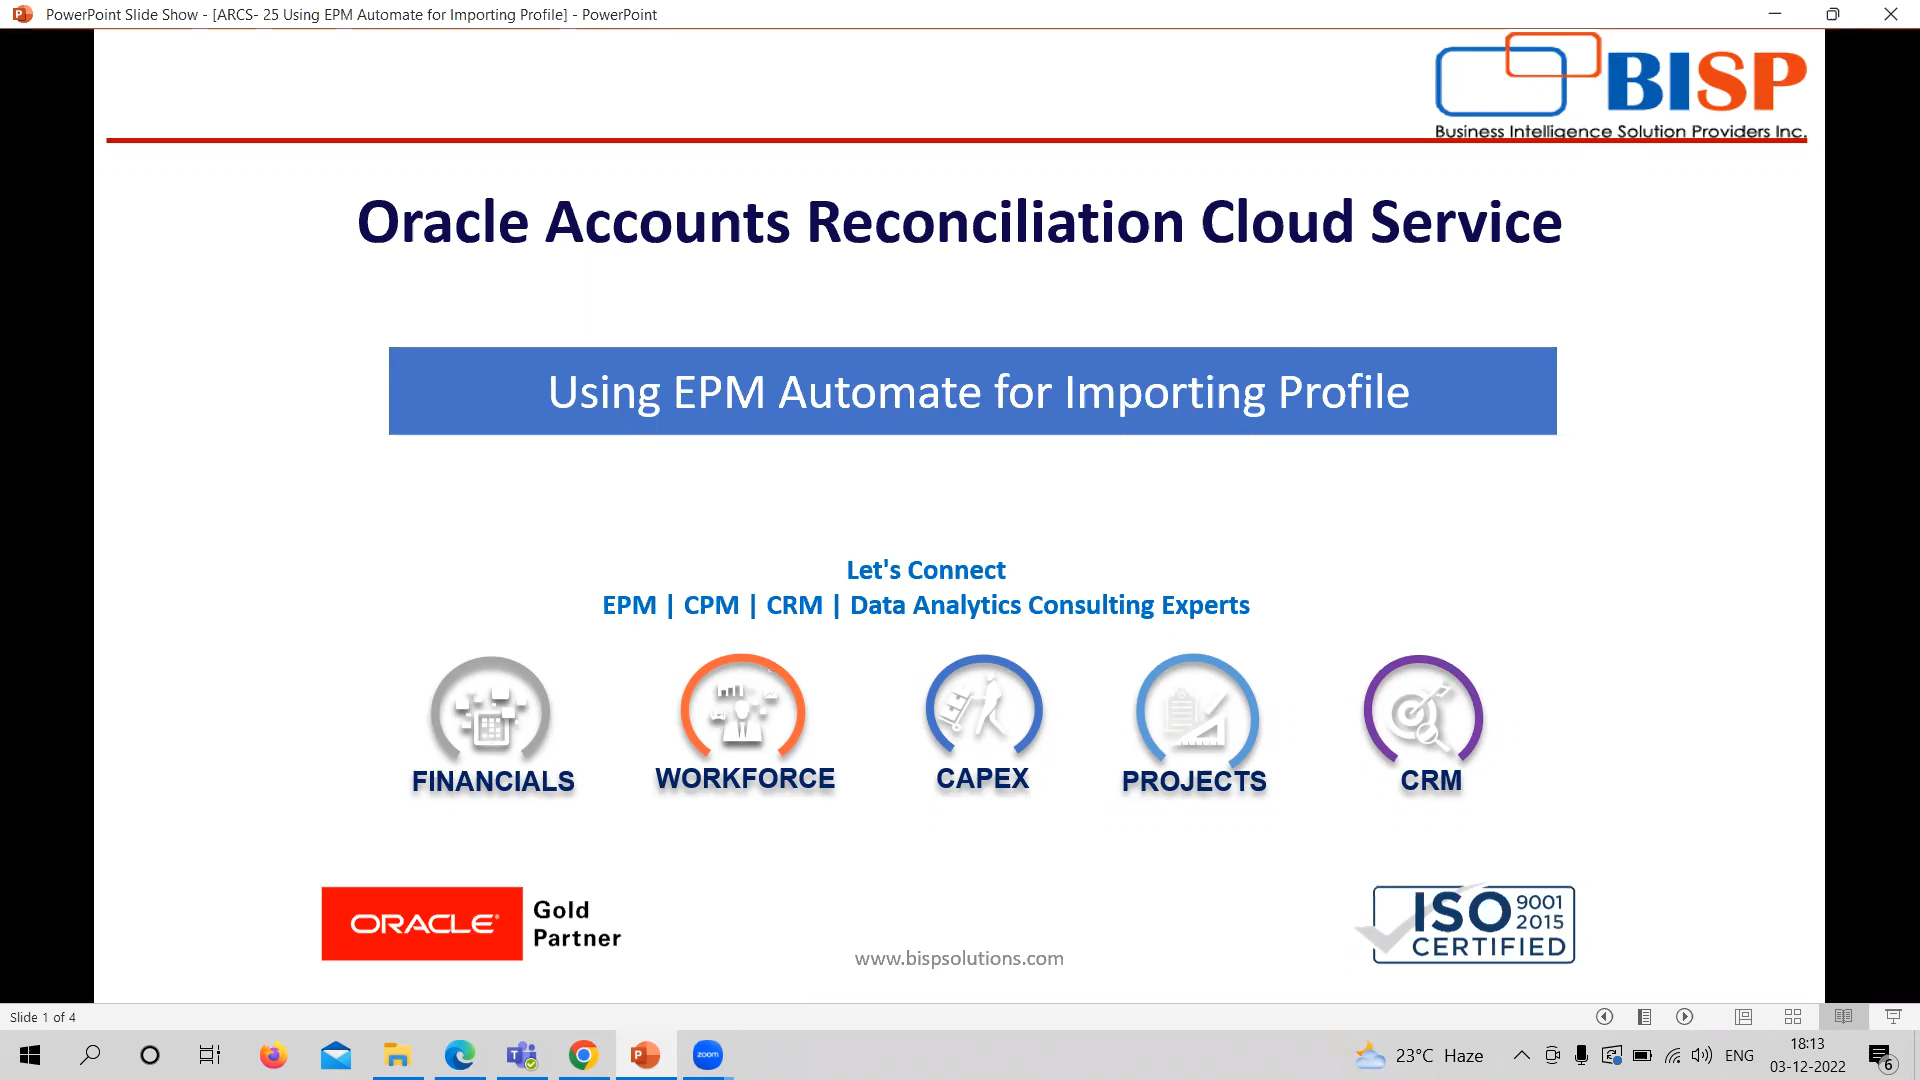 PowerPoint Slide Show - [ARCS- 25 Using EPM Automate for Importing Profile] - PowerPoint
BISP
Business Intelligence Solution Providers Inc.
Oracle Accounts Reconciliation Cloud Service
Using EPM Automate for Importing Profile
Let's Connect
EPM | CPM | CRM | Data Analytics Consulting Experts
FINANCIALS
WORKFORCE
CAPEX
PROJECTS
CRM
ORACLE
Gold
Partner
www.bispsolutions.com
ISO 9001
2015
CERTIFIED
Slide 1 of 4
zoom
23°C Haze
ENG
18:13
03-12-2022
6